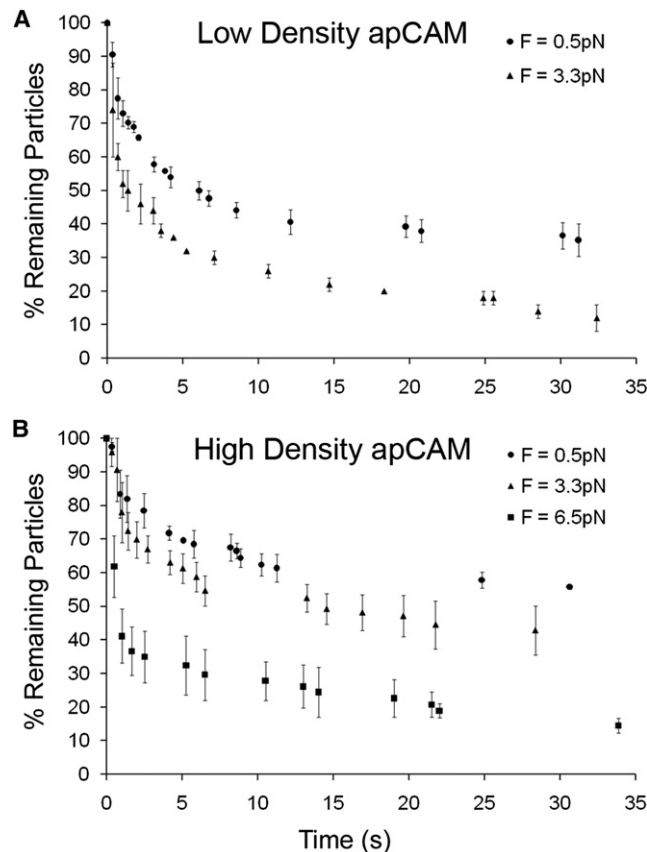 A
Low Density apCAM
F = 0.5pN
F = 3.3pN
% Remaining Particles
100
90
80
70
60
50
40
30
20
10
0
0 5 10 15 20 25 30 35
B
High Density apCAM
F = 0.5pN
F = 3.3pN
F = 6.5pN
% Remaining Particles
100
90
80
70
60
50
40
30
20
10
0
0 5 10 15 20 25 30 35
Time (s)